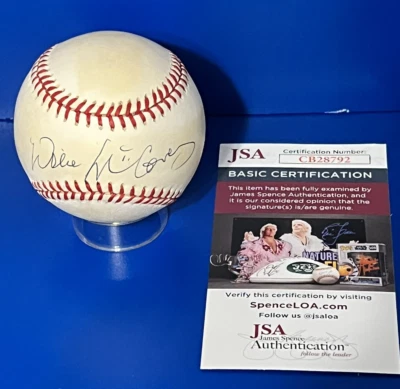 Willie McCovey
JSA
Certification Number:
CB28792
BASIC CERTIFICATION
This item has been fully examined by
James Spence Authentication, and
it is our considered opinion that the
signature(s) is/are genuine.
Verify this certification by visiting
SpenceLOA.com
Follow us @jsaloa
JSA
James Spence
Authentication
follow the leader